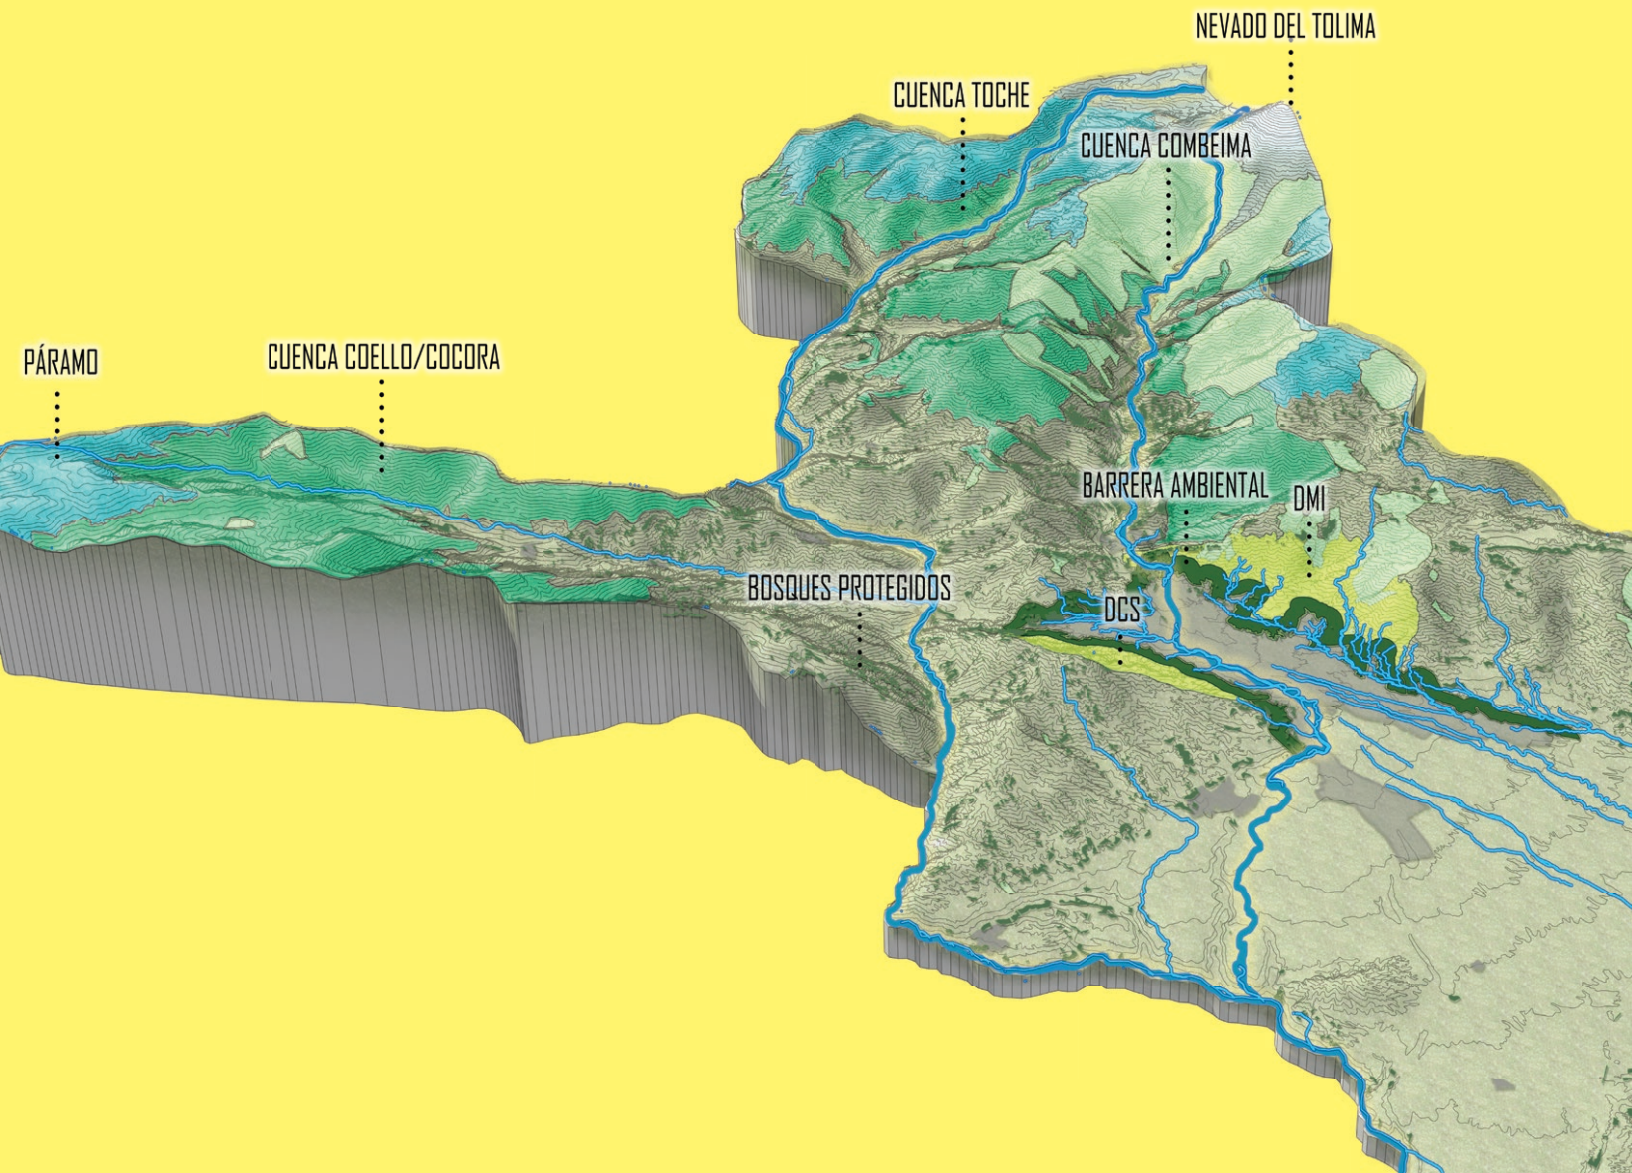 NEVADO DEL TOLIMA
CUENCA TOCHE
CUENCA COMBEIMA
PÁRAMO
CUENCA COELLO/COCORA
BARRERA AMBIENTAL
DMI
BOSQUES PROTEGIDOS
DCS